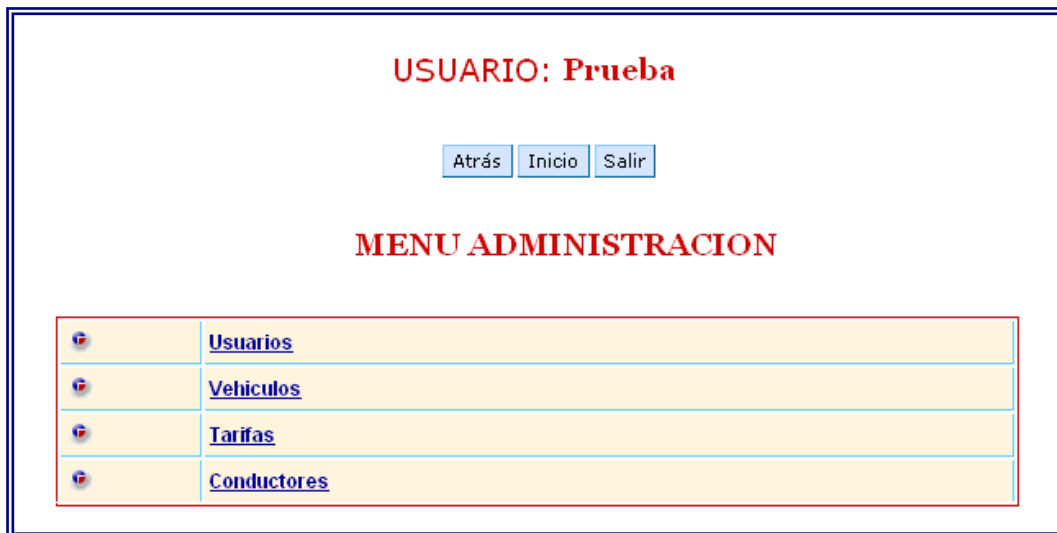 USUARIO: Prueba
Atrás Inicio Salir
MENU ADMINISTRACION
Usuarios
Vehiculos
Tarifas
Conductores